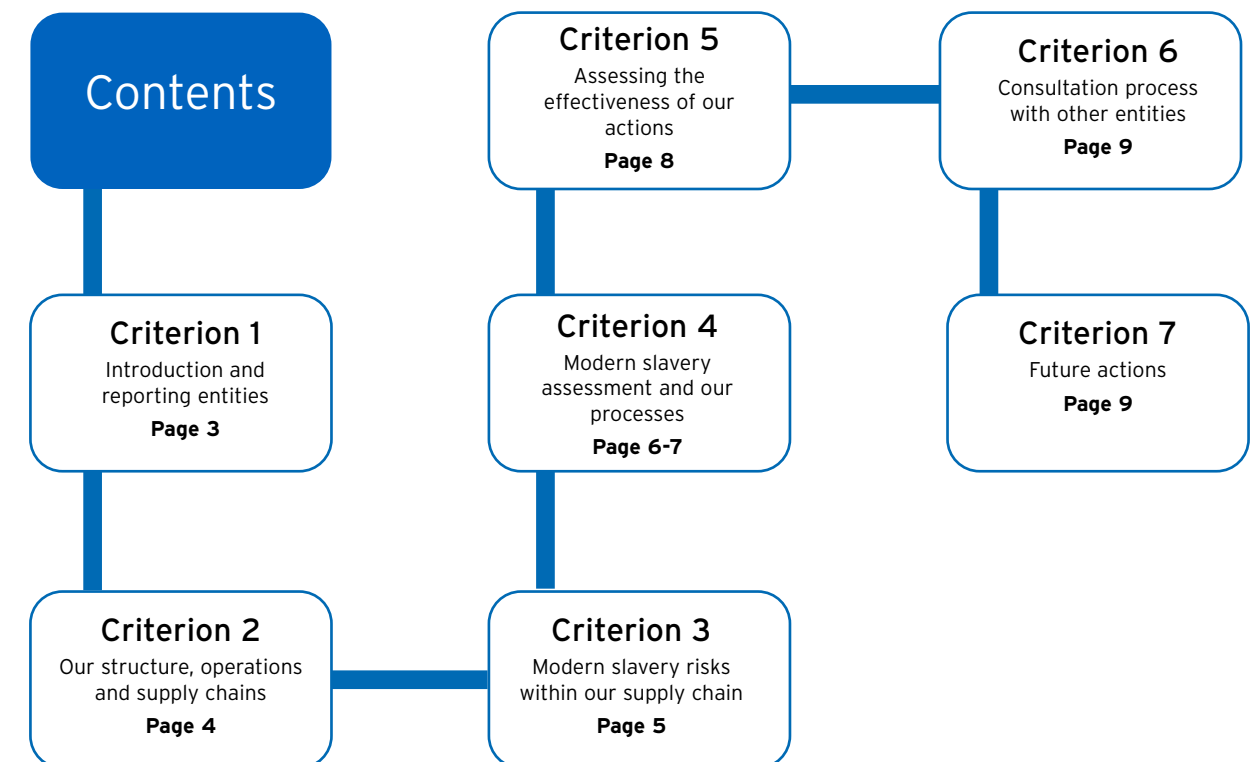 Contents
Criterion 1
Introduction and
reporting entities
Page 3
Criterion 2
Our structure, operations
and supply chains
Page 4
Criterion 3
Modern slavery risks
within our supply chain
Page 5
Criterion 4
Modern slavery
assessment and our
processes
Page 6-7
Criterion 5
Assessing the
effectiveness of our
actions
Page 8
Criterion 6
Consultation process
with other entities
Page 9
Criterion 7
Future actions
Page 9